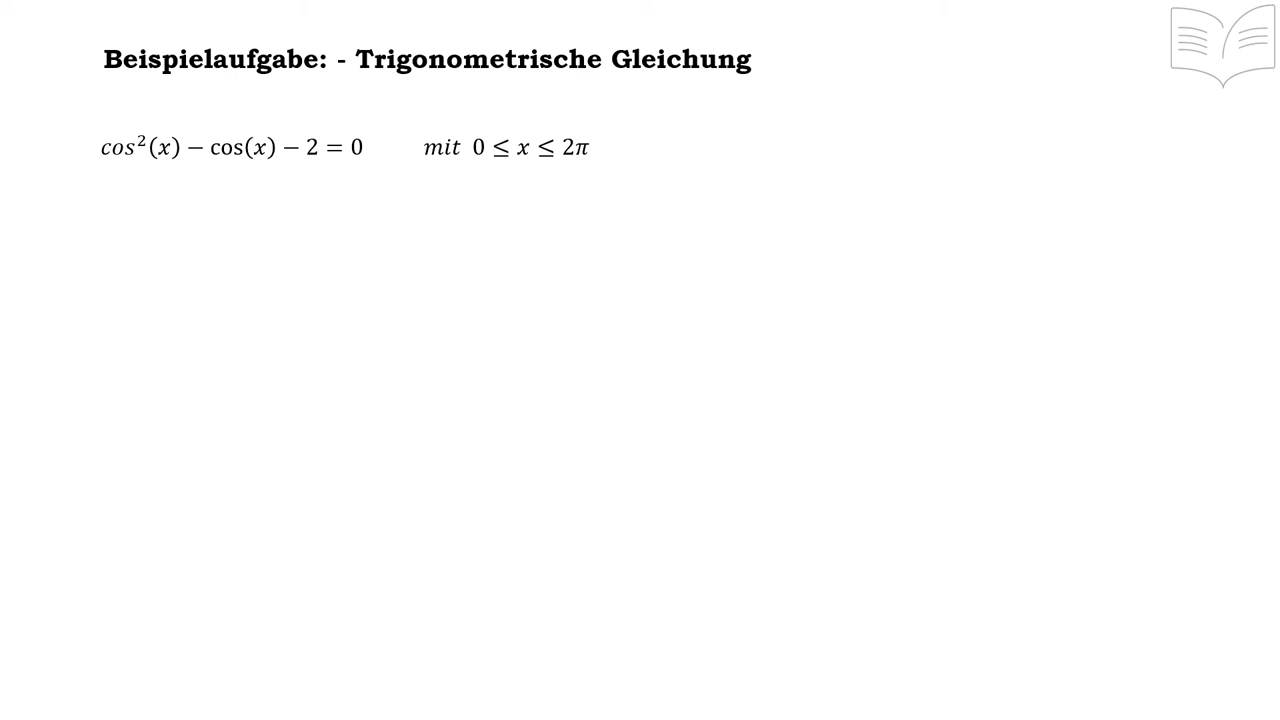 Beispielaufgabe: - Trigonometrische Gleichung
cos²(x) − cos(x) − 2 = 0 mit 0 ≤ x ≤ 2π